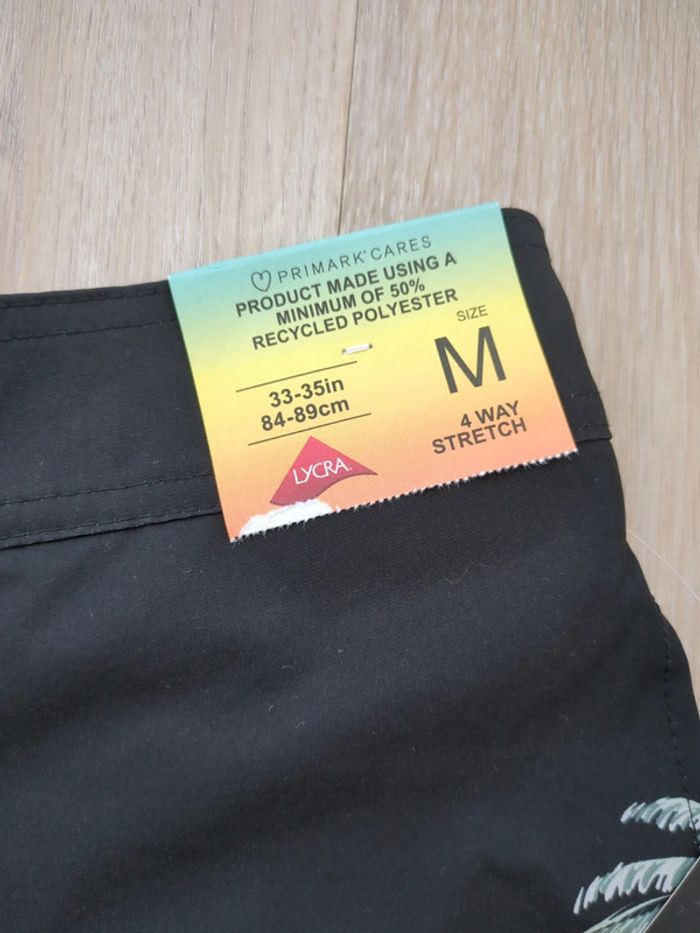 PRIMARK® CARES
PRODUCT MADE USING A
MINIMUM OF 50%
RECYCLED POLYESTER
SIZE
M
33-35in
84-89cm
4 WAY
STRETCH
LYCRA.